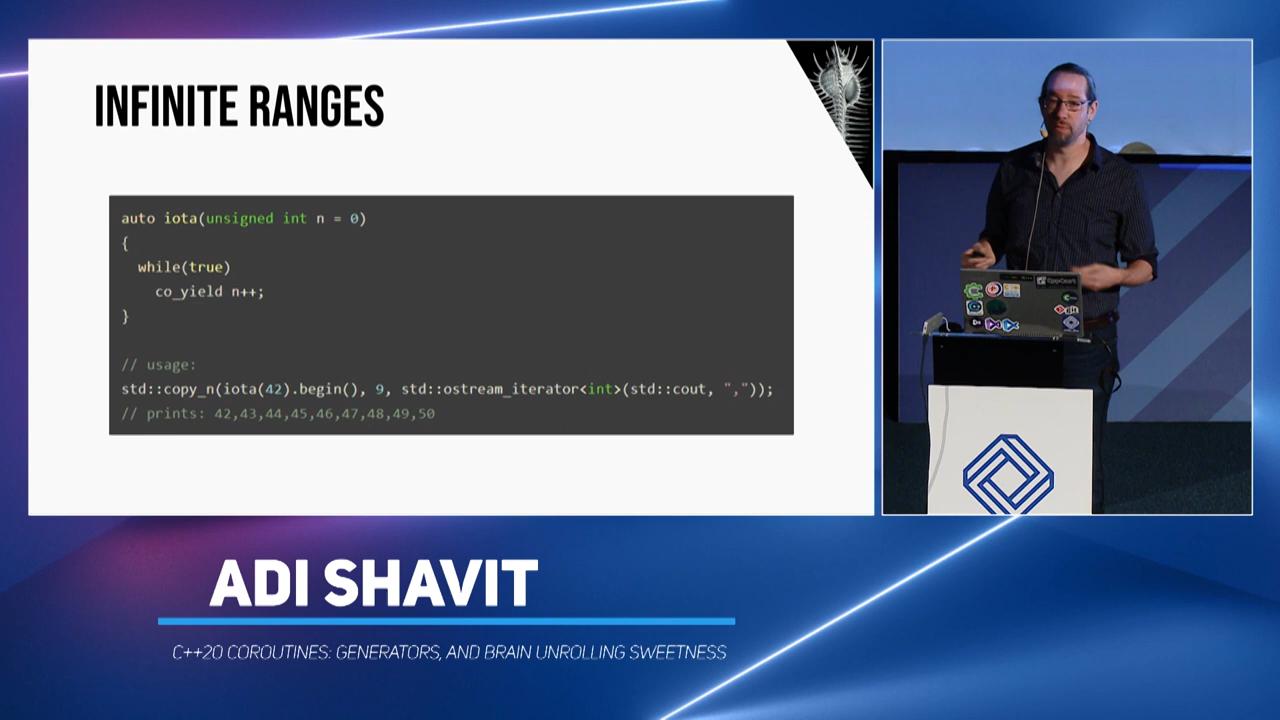 INFINITE RANGES
auto iota(unsigned int n = 0)
{
while(true)
co_yield n++;
}
// usage:
std::copy_n(iota(42).begin(), 9, std::ostream_iterator<int>(std::cout, ","));
// prints: 42,43,44,45,46,47,48,49,50
ADI SHAVIT
C++20 COROUTINES: GENERATORS, AND BRAIN UNROLLING SWEETNESS